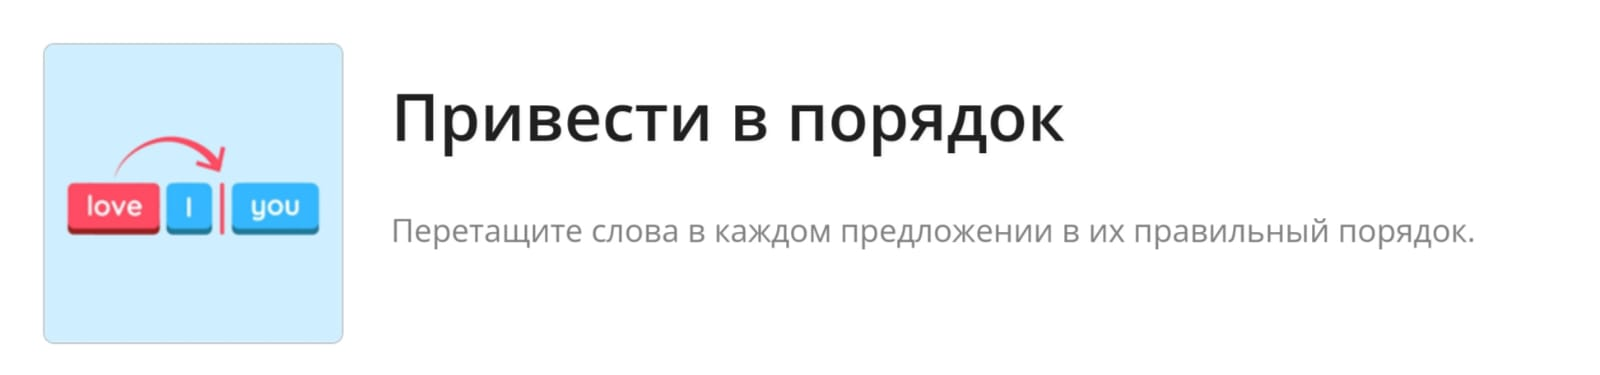 Привести в порядок
love I you
Перетащите слова в каждом предложении в их правильный порядок.